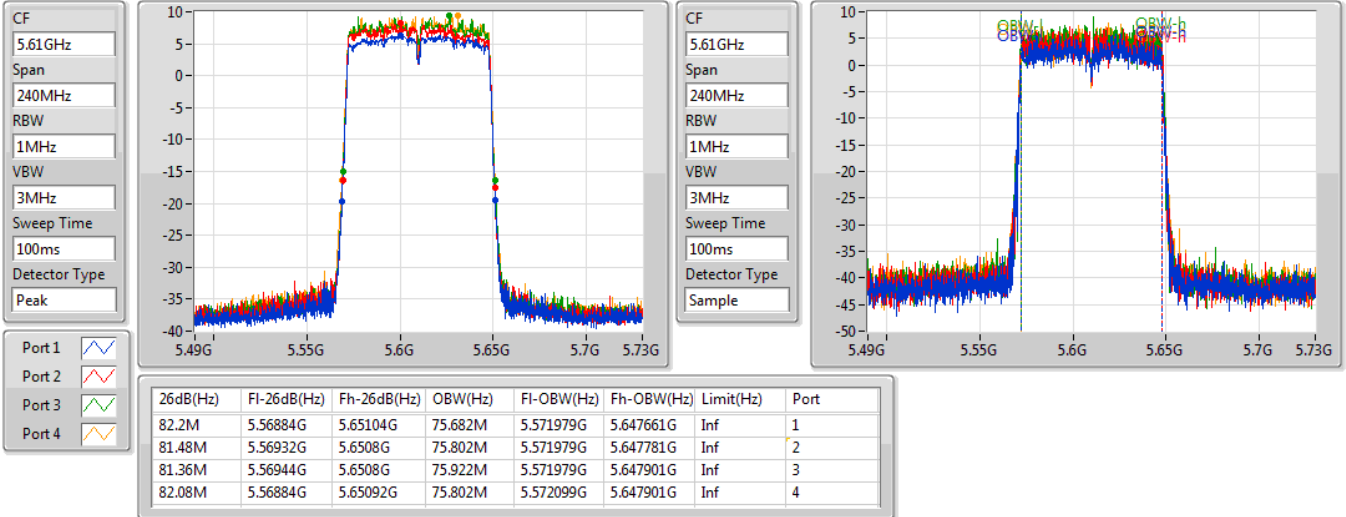 CF
5.61GHz
Span
240MHz
RBW
1MHz
VBW
3MHz
Sweep Time
100ms
Detector Type
Peak
10
5
0
-5
-10
-15
-20
-25
-30
-35
-40
5.49G 5.55G 5.6G 5.65G 5.7G 5.73G
CF
5.61GHz
Span
240MHz
RBW
1MHz
VBW
3MHz
Sweep Time
100ms
Detector Type
Sample
10
5
0
-5
-10
-15
-20
-25
-30
-35
-40
-45
-50
OBW-h
5.49G 5.55G 5.6G 5.65G 5.7G 5.73G
Port 1
Port 2
Port 3
Port 4
26dB(Hz) Fl-26dB(Hz) Fh-26dB(Hz) OBW(Hz) Fl-OBW(Hz) Fh-OBW(Hz) Limit(Hz) Port
82.2M 5.56884G 5.65104G 75.682M 5.571979G 5.647661G Inf 1
81.48M 5.56932G 5.6508G 75.802M 5.571979G 5.647781G Inf 2
81.36M 5.56944G 5.6508G 75.922M 5.571979G 5.647901G Inf 3
82.08M 5.56884G 5.65092G 75.802M 5.572099G 5.647901G Inf 4